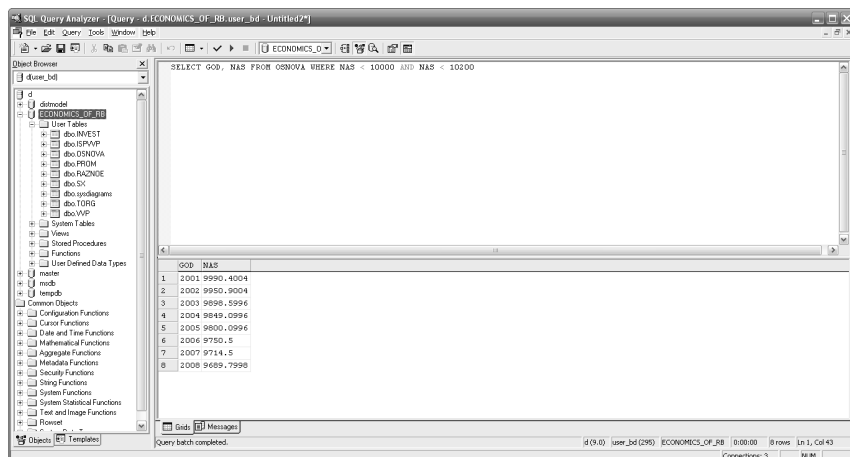 SQL Query Analyzer - [Query - d.ECONOMICS_OF_RB.user_bd - Untitled2*]
File Edit Query Tools Window Help
ECONOMICS_O
Object Browser
d(user_bd)
d
distmodel
ECONOMICS_OF_RB
User Tables
dbo.INVEST
dbo.ISPVVP
dbo.OSNOVA
dbo.PROM
dbo.RAZNOE
dbo.SX
dbo.sysdiagrams
dbo.TORG
dbo.VVP
System Tables
Views
Stored Procedures
Functions
User Defined Data Types
master
msdb
tempdb
Common Objects
Configuration Functions
Cursor Functions
Date and Time Functions
Mathematical Functions
Aggregate Functions
Metadata Functions
Security Functions
String Functions
System Functions
System Statistical Functions
Text and Image Functions
Rowset
Objects Templates
SELECT GOD, NAS FROM OSNOVA WHERE NAS < 10000 AND NAS < 10200
GOD NAS
1 2001 9990.4004
2 2002 9950.9004
3 2003 9898.5996
4 2004 9849.0996
5 2005 9800.0996
6 2006 9750.5
7 2007 9714.5
8 2008 9689.7998
Grids Messages
Query batch completed. d (9.0) user_bd (295) ECONOMICS_OF_RB 0:00:00 8 rows Ln 1, Col 43
Connections: 3 NUM